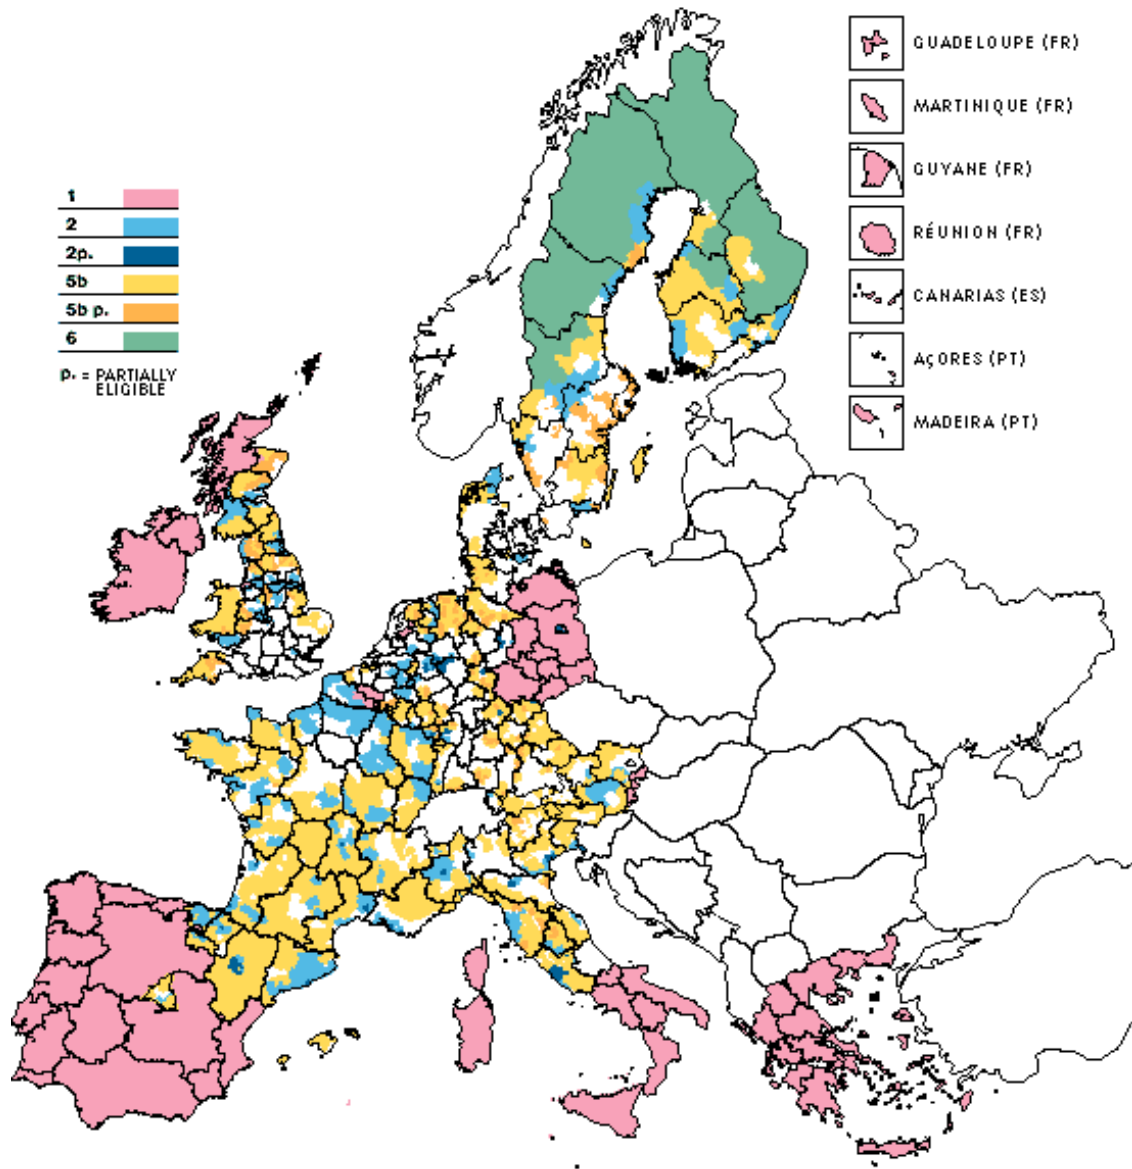 1
2
2p.
5b
5b p.
6
p. = PARTIALLY
ELIGIBLE
GUADELOUPE (FR)
MARTINIQUE (FR)
GUYANE (FR)
RÉUNION (FR)
CANARIAS (ES)
AÇORES (PT)
MADEIRA (PT)